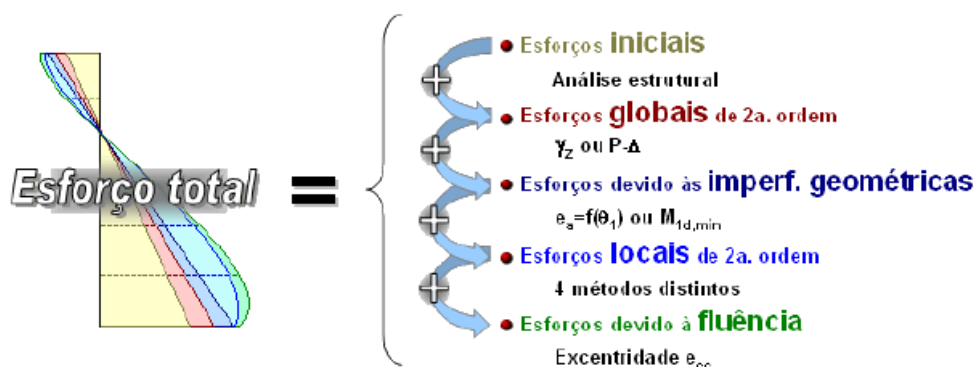 Esforço total =
Esforços iniciais
Análise estrutural
Esforços globais de 2a. ordem
γz ou P-Δ
Esforços devido às imperf. geométricas
ea=f(θ1) ou M1d,min
Esforços locais de 2a. ordem
4 métodos distintos
Esforços devido à fluência
Excentridade ecc